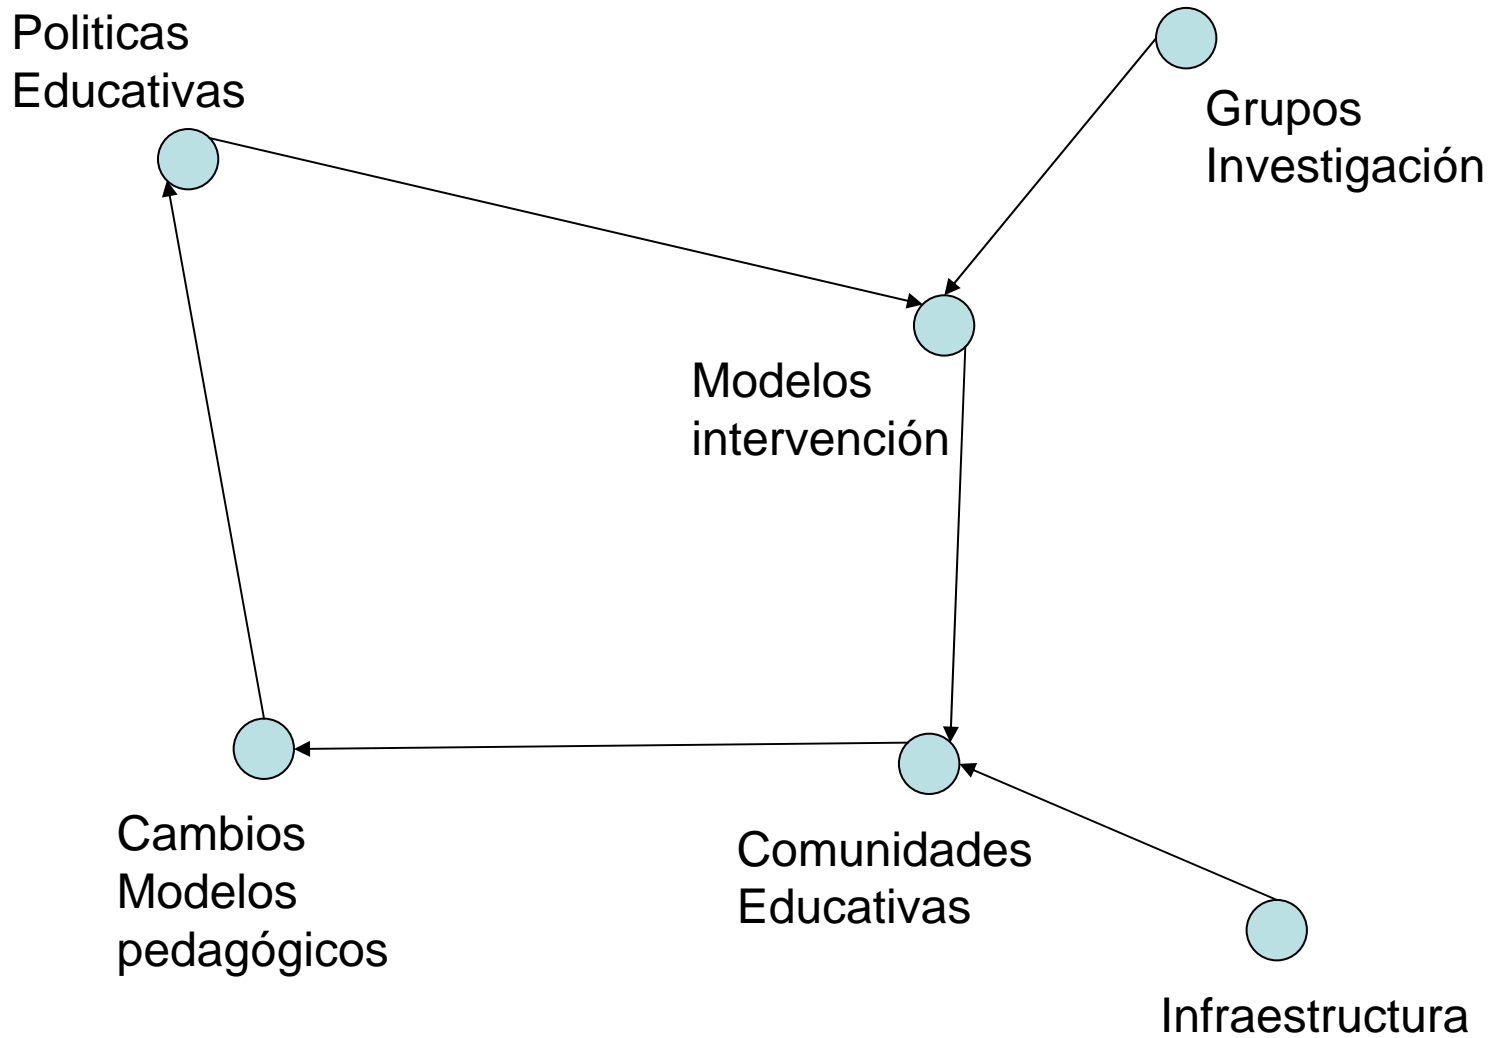 Politicas
Educativas
Grupos
Investigación
Modelos
intervención
Cambios
Modelos
pedagógicos
Comunidades
Educativas
Infraestructura